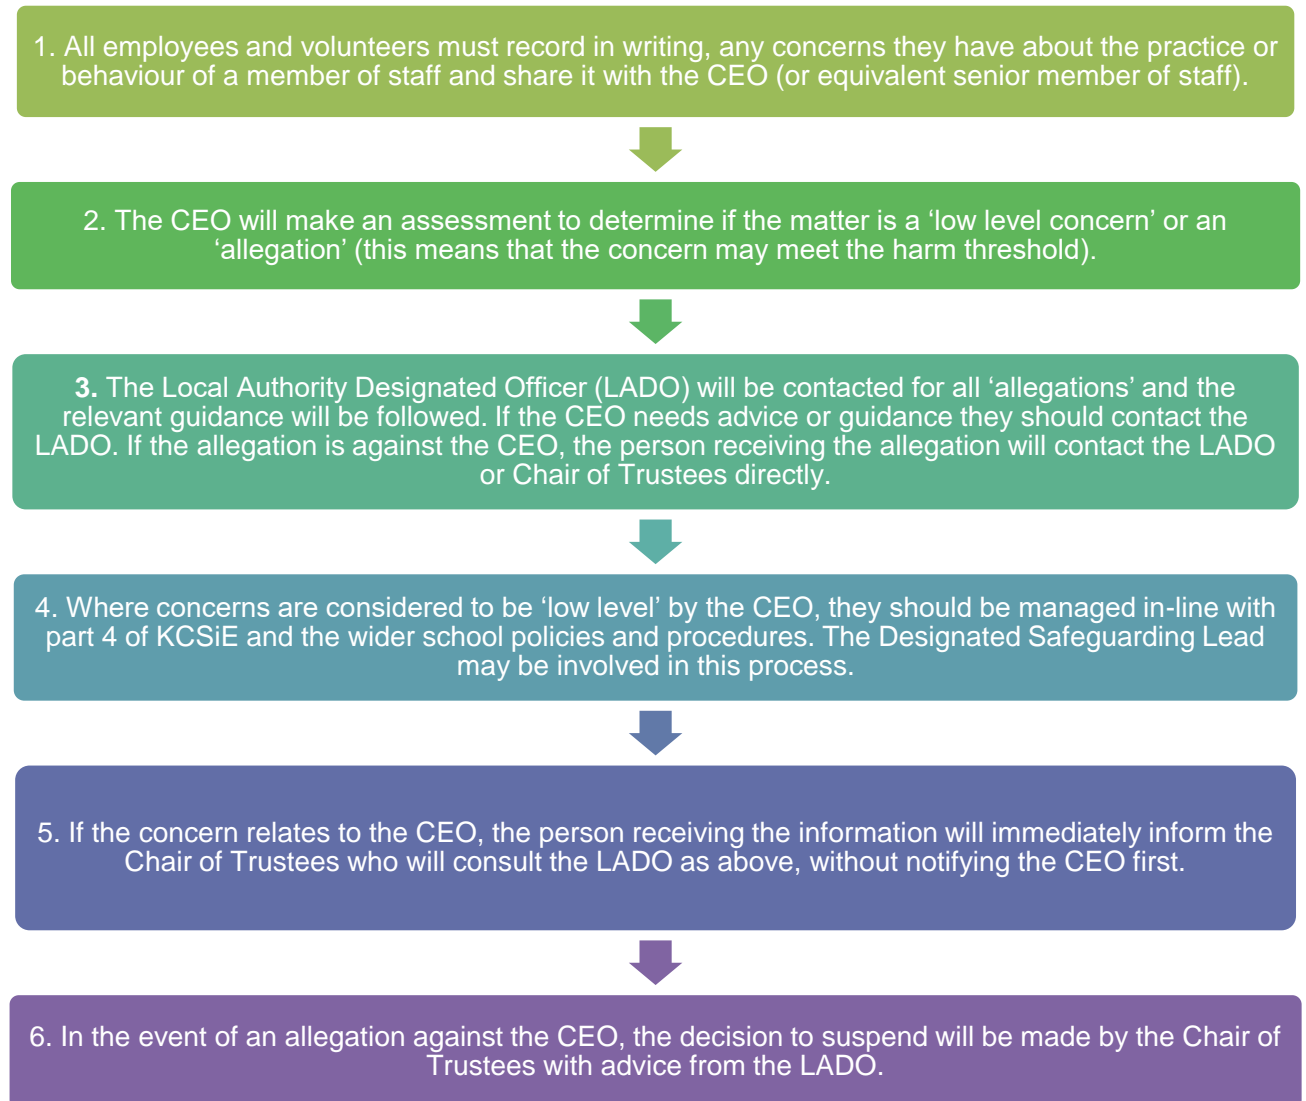 1. All employees and volunteers must record in writing, any concerns they have about the practice or
behaviour of a member of staff and share it with the CEO (or equivalent senior member of staff).
2. The CEO will make an assessment to determine if the matter is a ‘low level concern’ or an
‘allegation’ (this means that the concern may meet the harm threshold).
3. The Local Authority Designated Officer (LADO) will be contacted for all ‘allegations’ and the
relevant guidance will be followed. If the CEO needs advice or guidance they should contact the
LADO. If the allegation is against the CEO, the person receiving the allegation will contact the LADO
or Chair of Trustees directly.
4. Where concerns are considered to be ‘low level’ by the CEO, they should be managed in-line with
part 4 of KCSiE and the wider school policies and procedures. The Designated Safeguarding Lead
may be involved in this process.
5. If the concern relates to the CEO, the person receiving the information will immediately inform the
Chair of Trustees who will consult the LADO as above, without notifying the CEO first.
6. In the event of an allegation against the CEO, the decision to suspend will be made by the Chair of
Trustees with advice from the LADO.